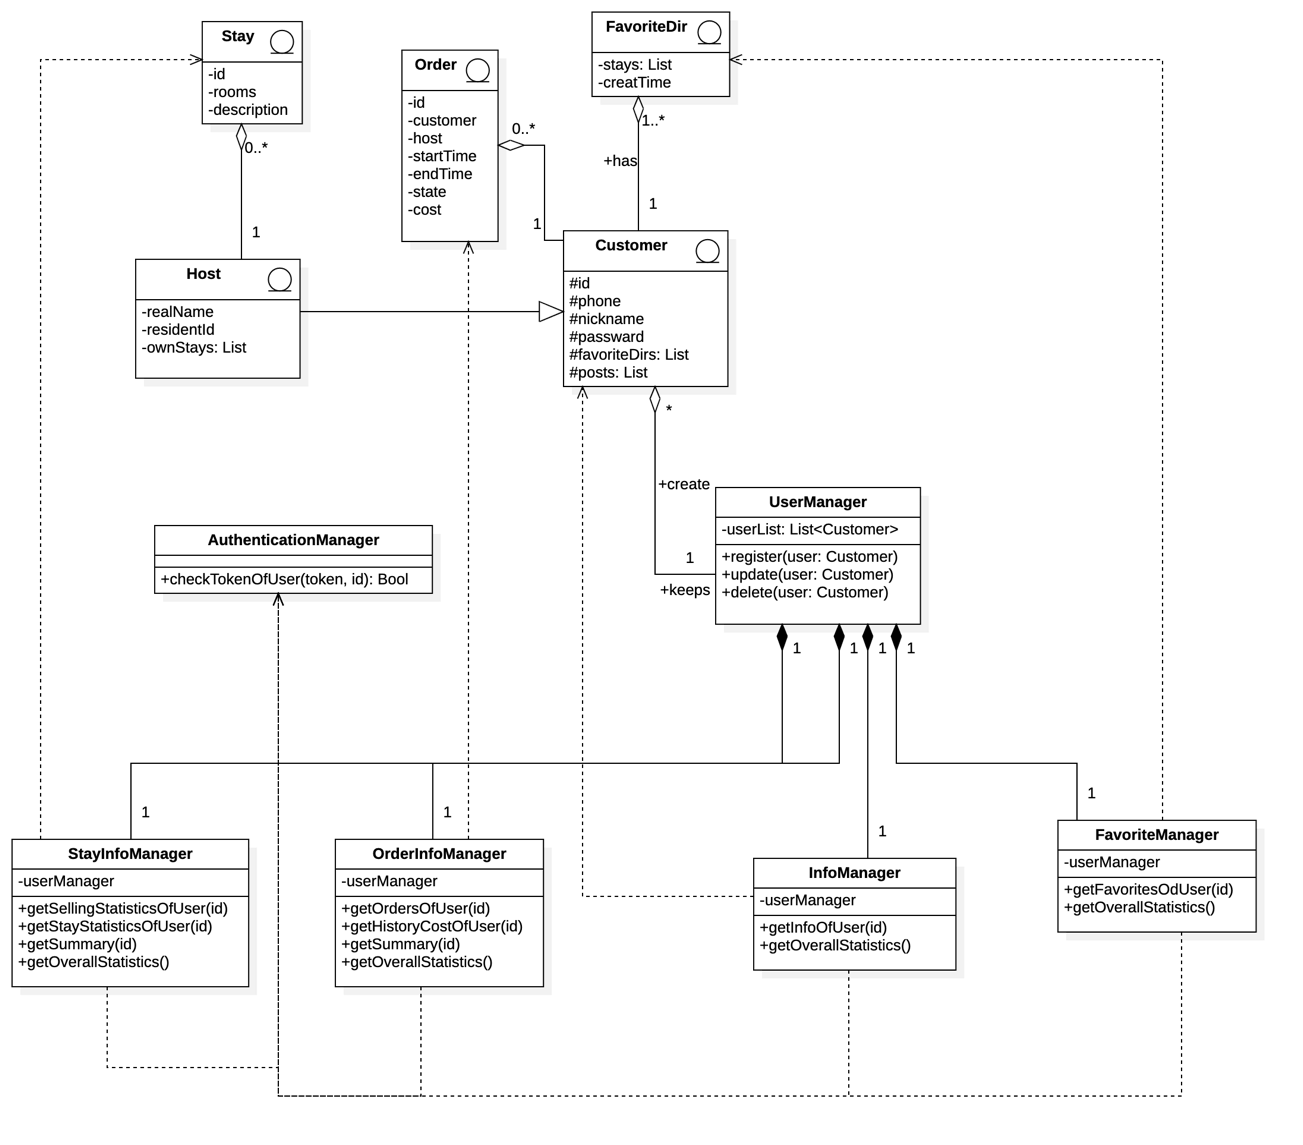 Stay
-id
-rooms
-description
0..*
1
Order
-id
-customer
-host
-startTime
-endTime
-state
-cost
0..*
1
FavoriteDir
-stays: List
-creatTime
1..*
+has
1
Host
-realName
-residentId
-ownStays: List
Customer
#id
#phone
#nickname
#passward
#favoriteDirs: List
#posts: List
*
+create
1
+keeps
UserManager
-userList: List<Customer>
+register(user: Customer)
+update(user: Customer)
+delete(user: Customer)
1
1
1
1
AuthenticationManager
+checkTokenOfUser(token, id): Bool
1
1
1
1
StayInfoManager
-userManager
+getSellingStatisticsOfUser(id)
+getStayStatisticsOfUser(id)
+getSummary(id)
+getOverallStatistics()
OrderInfoManager
-userManager
+getOrdersOfUser(id)
+getHistoryCostOfUser(id)
+getSummary(id)
+getOverallStatistics()
InfoManager
-userManager
+getInfoOfUser(id)
+getOverallStatistics()
FavoriteManager
-userManager
+getFavoritesOdUser(id)
+getOverallStatistics()